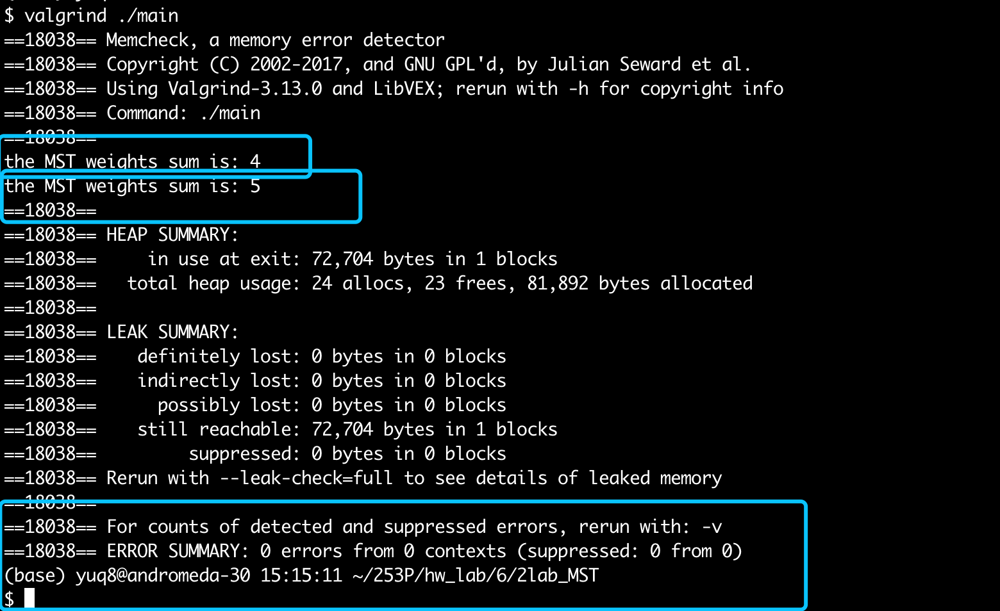 $ valgrind ./main
==18038== Memcheck, a memory error detector
==18038== Copyright (C) 2002-2017, and GNU GPL'd, by Julian Seward et al.
==18038== Using Valgrind-3.13.0 and LibVEX; rerun with -h for copyright info
==18038== Command: ./main
==18038==
the MST weights sum is: 4
the MST weights sum is: 5
==18038==
==18038== HEAP SUMMARY:
==18038==     in use at exit: 72,704 bytes in 1 blocks
==18038==   total heap usage: 24 allocs, 23 frees, 81,892 bytes allocated
==18038==
==18038== LEAK SUMMARY:
==18038==    definitely lost: 0 bytes in 0 blocks
==18038==    indirectly lost: 0 bytes in 0 blocks
==18038==      possibly lost: 0 bytes in 0 blocks
==18038==    still reachable: 72,704 bytes in 1 blocks
==18038==         suppressed: 0 bytes in 0 blocks
==18038== Rerun with --leak-check=full to see details of leaked memory
==18038==
==18038== For counts of detected and suppressed errors, rerun with: -v
==18038== ERROR SUMMARY: 0 errors from 0 contexts (suppressed: 0 from 0)
(base) yuq8@andromeda-30 15:15:11 ~/253P/hw_lab/6/2lab_MST
$